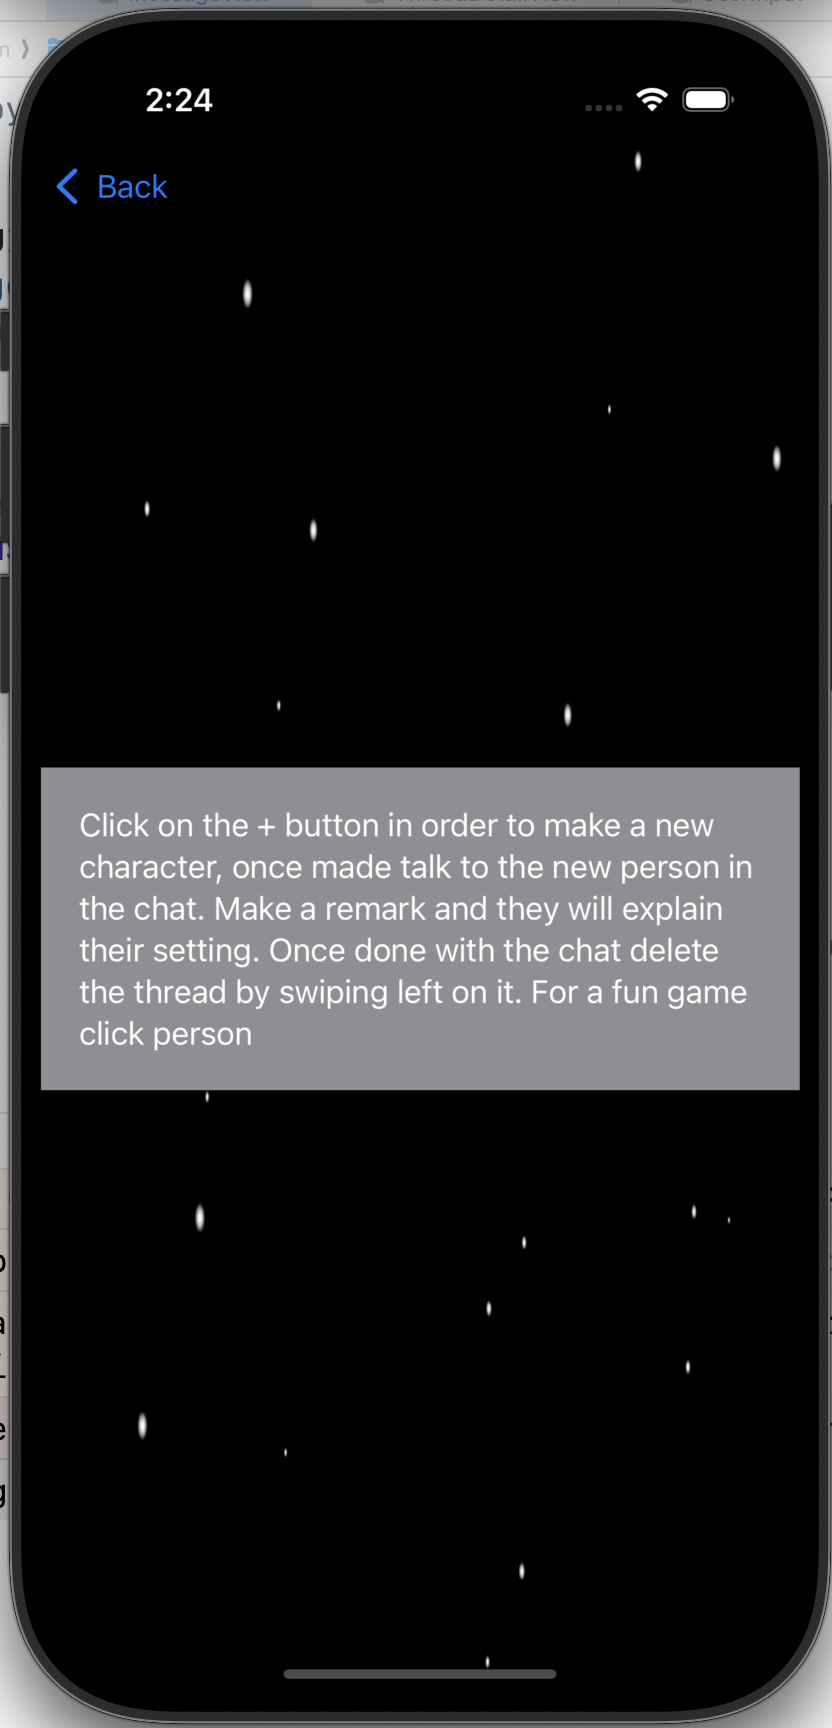 2:24
Back
Click on the + button in order to make a new
character, once made talk to the new person in
the chat. Make a remark and they will explain
their setting. Once done with the chat delete
the thread by swiping left on it. For a fun game
click person